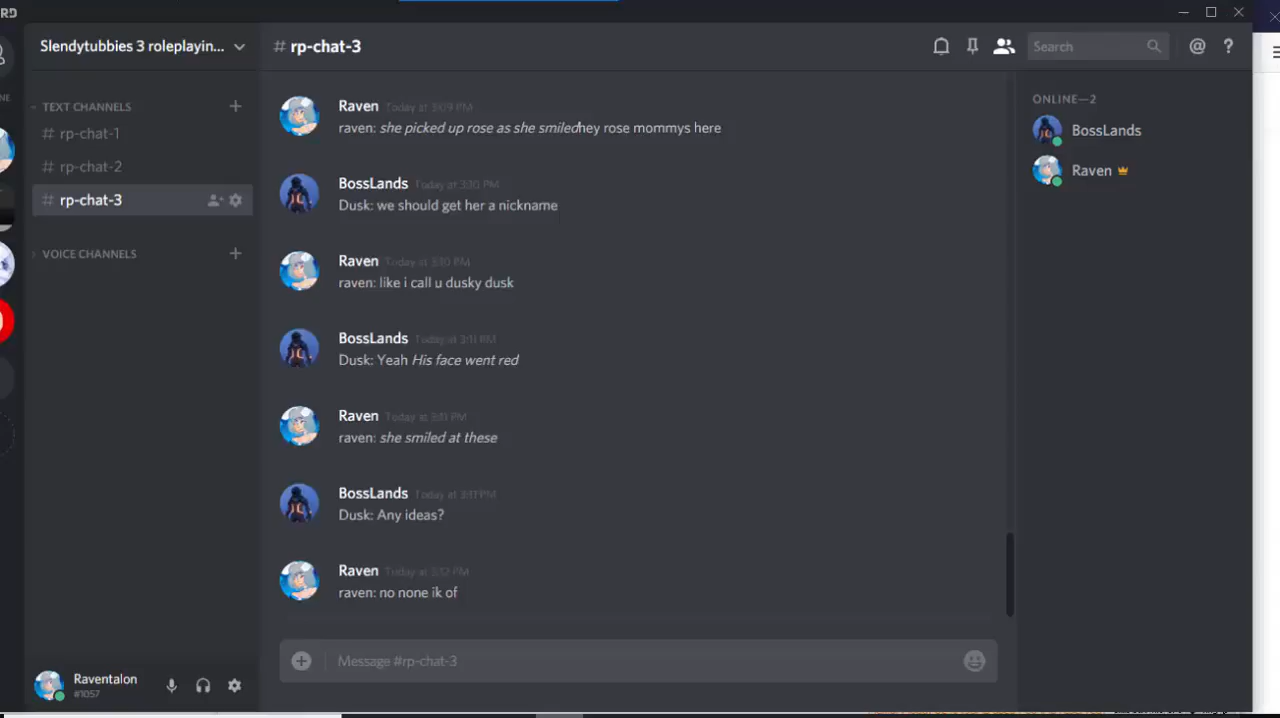 RD
Slendytubbies 3 roleplayin...
# rp-chat-3
Search
@
?
NE
TEXT CHANNELS
# rp-chat-1
# rp-chat-2
# rp-chat-3
VOICE CHANNELS
Raven Today at 3:09 PM
raven: she picked up rose as she smiledhey rose mommys here
BossLands Today at 3:10 PM
Dusk: we should get her a nickname
Raven Today at 3:10 PM
raven: like i call u dusky dusk
BossLands Today at 3:11 PM
Dusk: Yeah His face went red
Raven Today at 3:11 PM
raven: she smiled at these
BossLands Today at 3:11 PM
Dusk: Any ideas?
Raven Today at 3:12 PM
raven: no none ik of
Message #rp-chat-3
ONLINE—2
BossLands
Raven
Raventalon
#1057